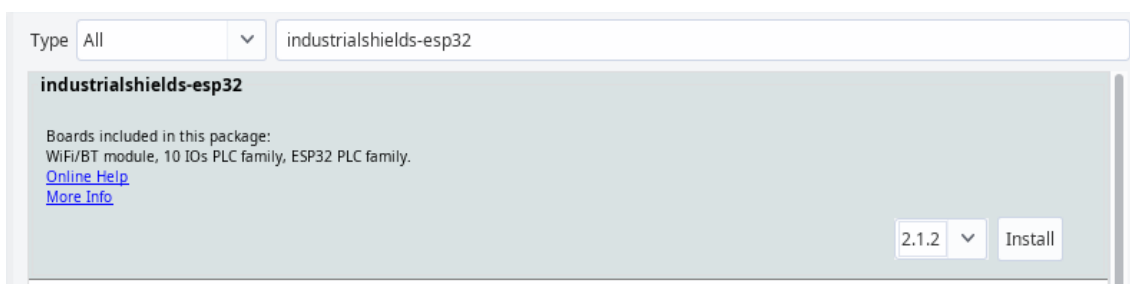 Type All industrialshields-esp32
industrialshields-esp32
Boards included in this package:
WiFi/BT module, 10 IOs PLC family, ESP32 PLC family.
Online Help
More Info
2.1.2 Install